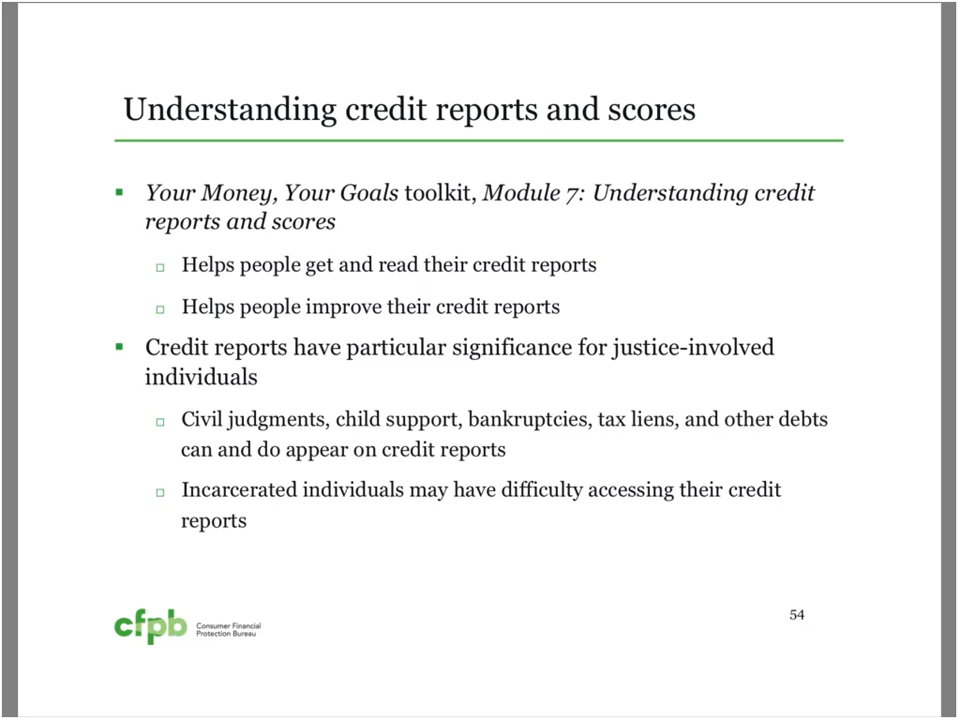 Understanding credit reports and scores
Your Money, Your Goals toolkit, Module 7: Understanding credit
reports and scores
Helps people get and read their credit reports
Helps people improve their credit reports
Credit reports have particular significance for justice-involved
individuals
Civil judgments, child support, bankruptcies, tax liens, and other debts
can and do appear on credit reports
Incarcerated individuals may have difficulty accessing their credit
reports
54
cfpb
Consumer Financial
Protection Bureau